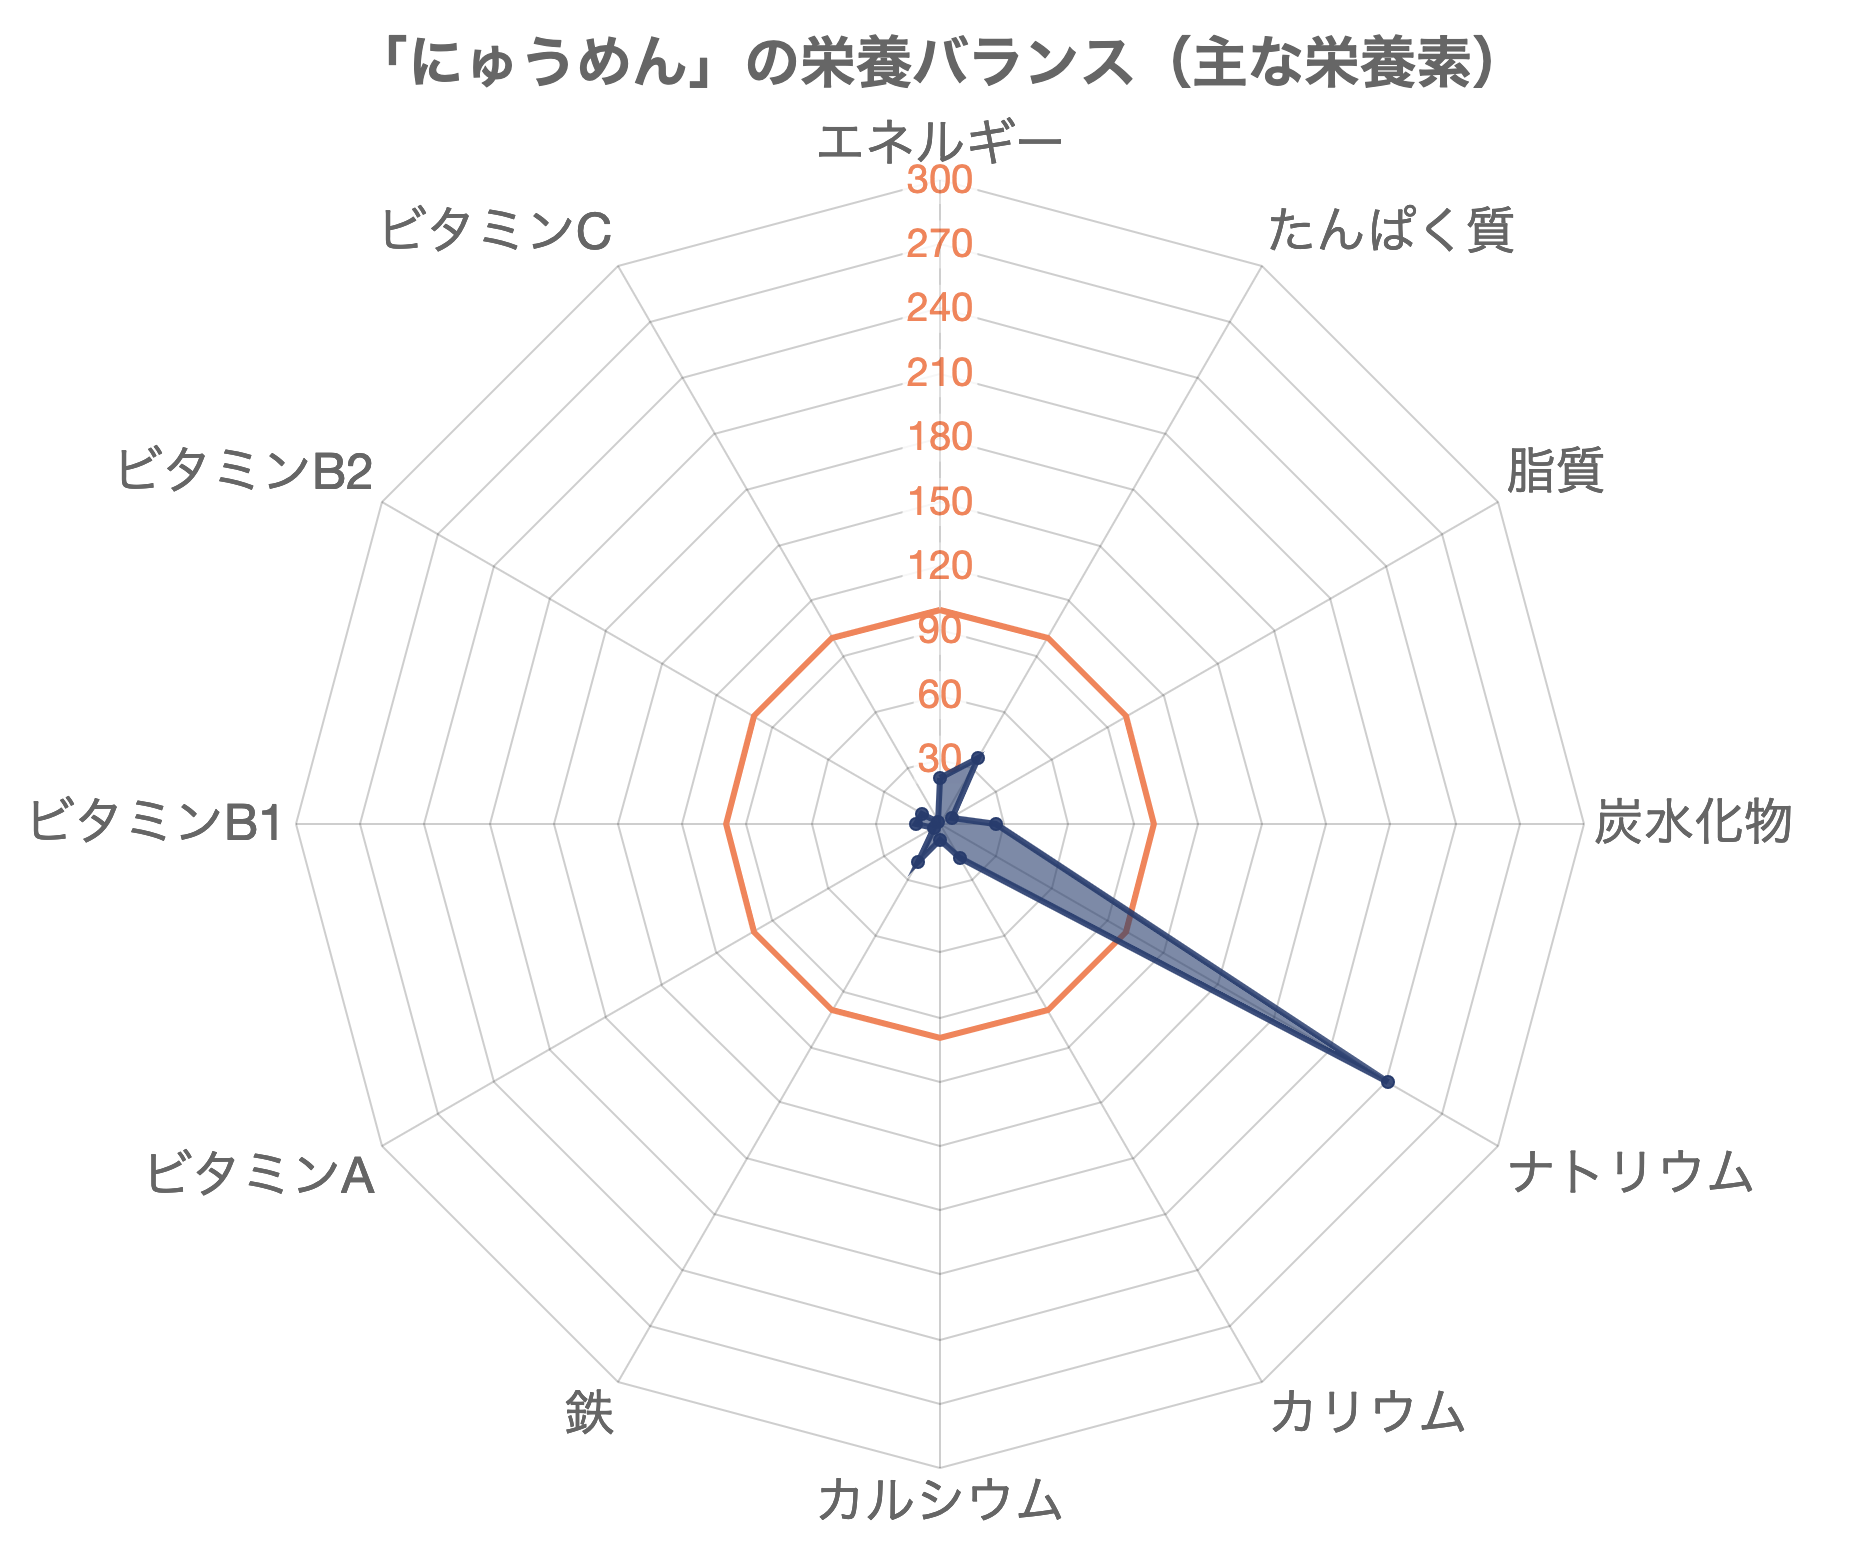 「にゅうめん」の栄養バランス（主な栄養素）
エネルギー
たんぱく質
脂質
炭水化物
ナトリウム
カリウム
カルシウム
鉄
ビタミンA
ビタミンB1
ビタミンB2
ビタミンC
300
270
240
210
180
150
120
90
60
30